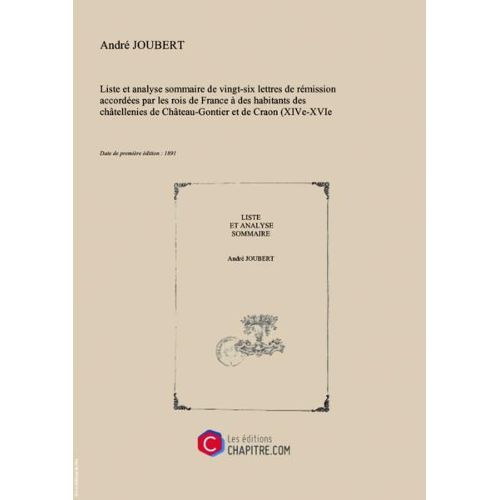 André JOUBERT
Liste et analyse sommaire de vingt-six lettres de rémission
accordées par les rois de France à des habitants des
châtellenies de Château-Gontier et de Craon (XIVe-XVIe
Date de première édition : 1891
LISTE
ET ANALYSE
SOMMAIRE
André JOUBERT
Les éditions
CHAPITRE.COM